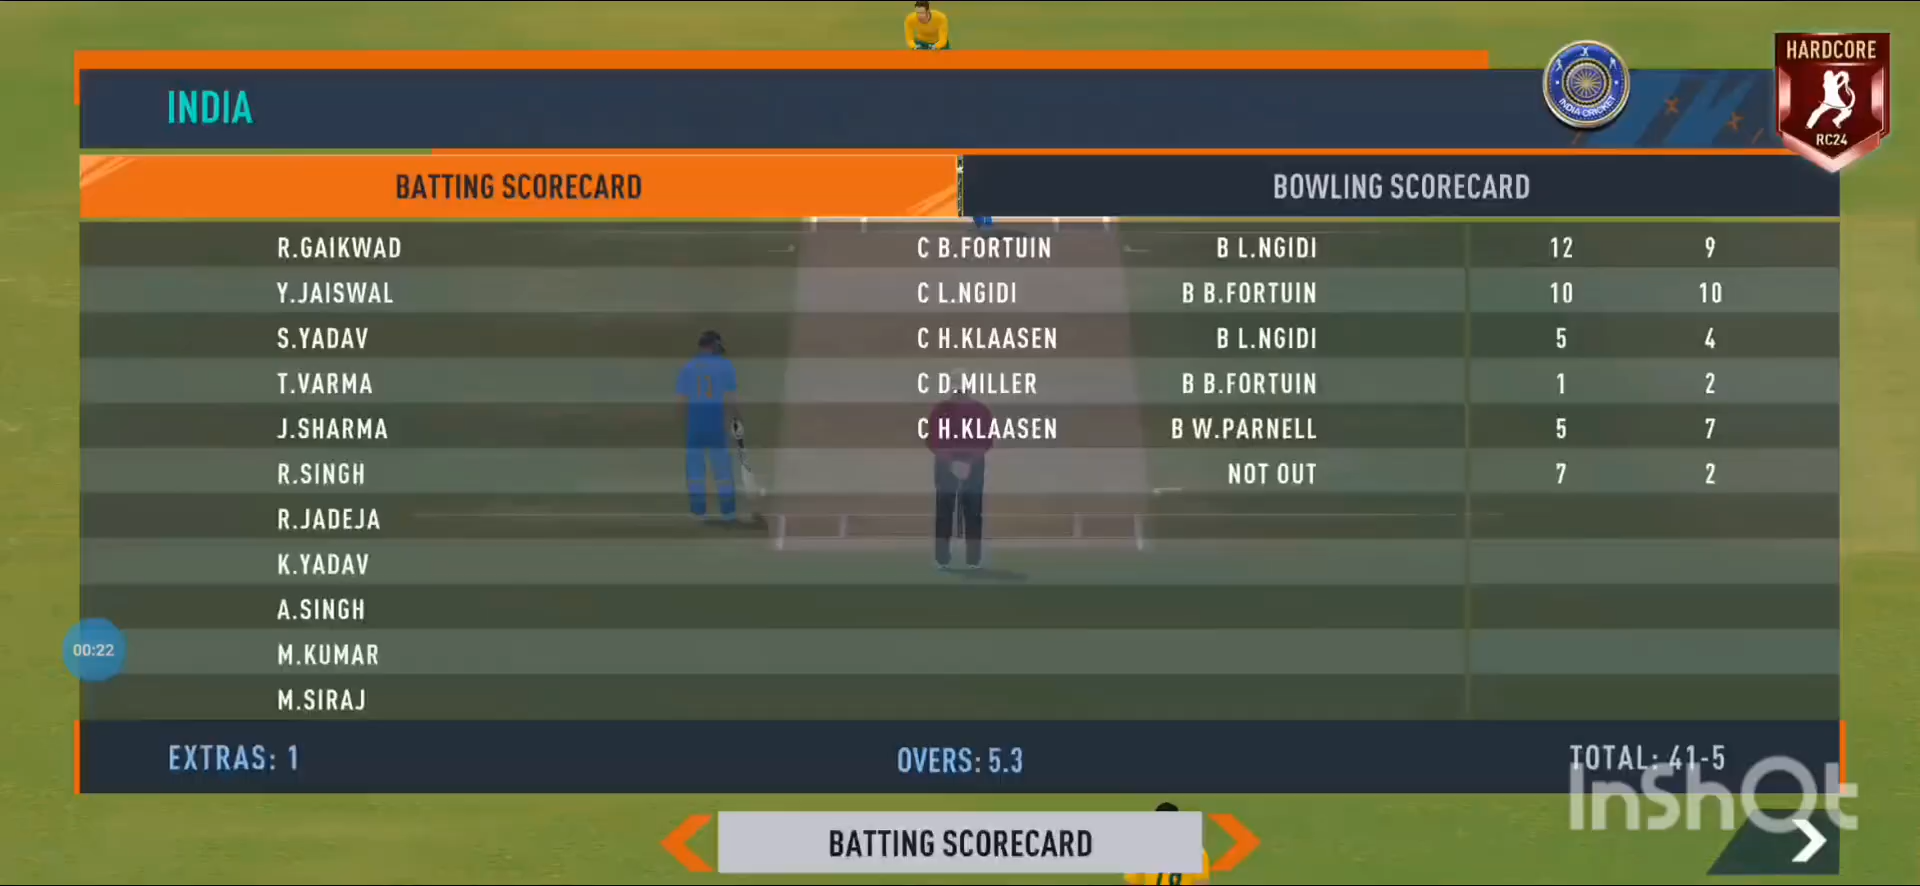 HARDCORE
RC24
INDIA CRICKET
INDIA
BATTING SCORECARD BOWLING SCORECARD
R.GAIKWAD C B.FORTUIN B L.NGIDI 12 9
Y.JAISWAL C L.NGIDI B B.FORTUIN 10 10
S.YADAV C H.KLAASEN B L.NGIDI 5 4
T.VARMA C D.MILLER B B.FORTUIN 1 2
J.SHARMA C H.KLAASEN B W.PARNELL 5 7
R.SINGH NOT OUT 7 2
R.JADEJA
K.YADAV
A.SINGH
00:22
M.KUMAR
M.SIRAJ
EXTRAS: 1 OVERS: 5.3 TOTAL: 41-5
InShOt
BATTING SCORECARD